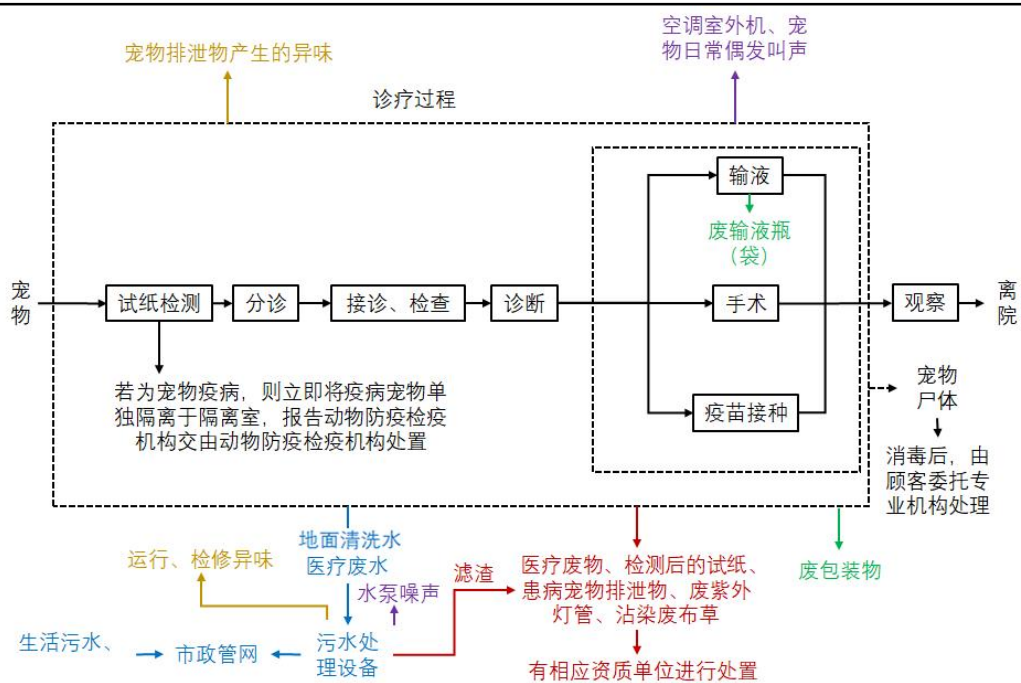 宠物排泄物产生的异味
空调室外机、宠
物日常偶发叫声
诊疗过程
输液
废输液瓶
（袋）
宠
物
试纸检测
分诊
接诊、检查
诊断
手术
观察
离
院
若为宠物疫病，则立即将疫病宠物单
独隔离于隔离室，报告动物防疫检疫
机构交由动物防疫检疫机构处置
疫苗接种
宠物
尸体
消毒后，由
顾客委托专
业机构处理
地面清洗水
医疗废水
运行、检修异味
水泵噪声
滤渣
医疗废物、检测后的试纸、
患病宠物排泄物、废紫外
灯管、沾染废布草
废包装物
生活污水、
市政管网
污水处
理设备
有相应资质单位进行处置